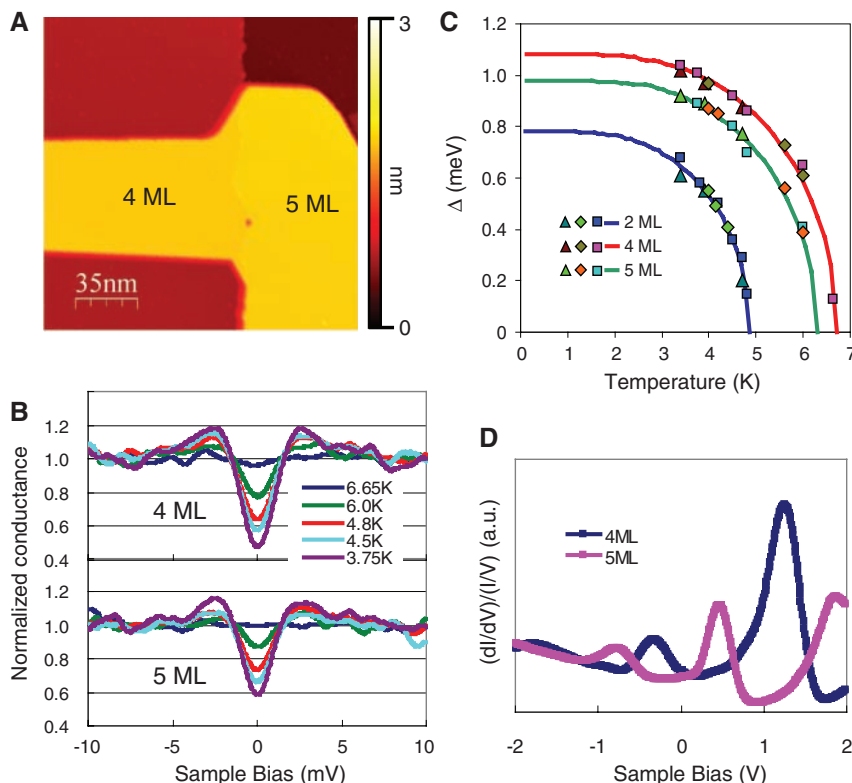 A
4 ML
5 ML
35nm
3
nm
0
B
Normalized conductance
1.2
1.0
0.8
0.6
0.4
4 ML
6.65K
6.0K
4.8K
4.5K
3.75K
1.2
1.0
0.8
0.6
0.4
5 ML
-10
-5
0
5
10
Sample Bias (mV)
C
Δ (meV)
1.2
1.0
0.8
0.6
0.4
0.2
0
2 ML
4 ML
5 ML
0
1
2
3
4
5
6
7
Temperature (K)
D
(dI/dV)/(I/V) (a.u.)
4ML
5ML
-2
-1
0
1
2
Sample Bias (V)